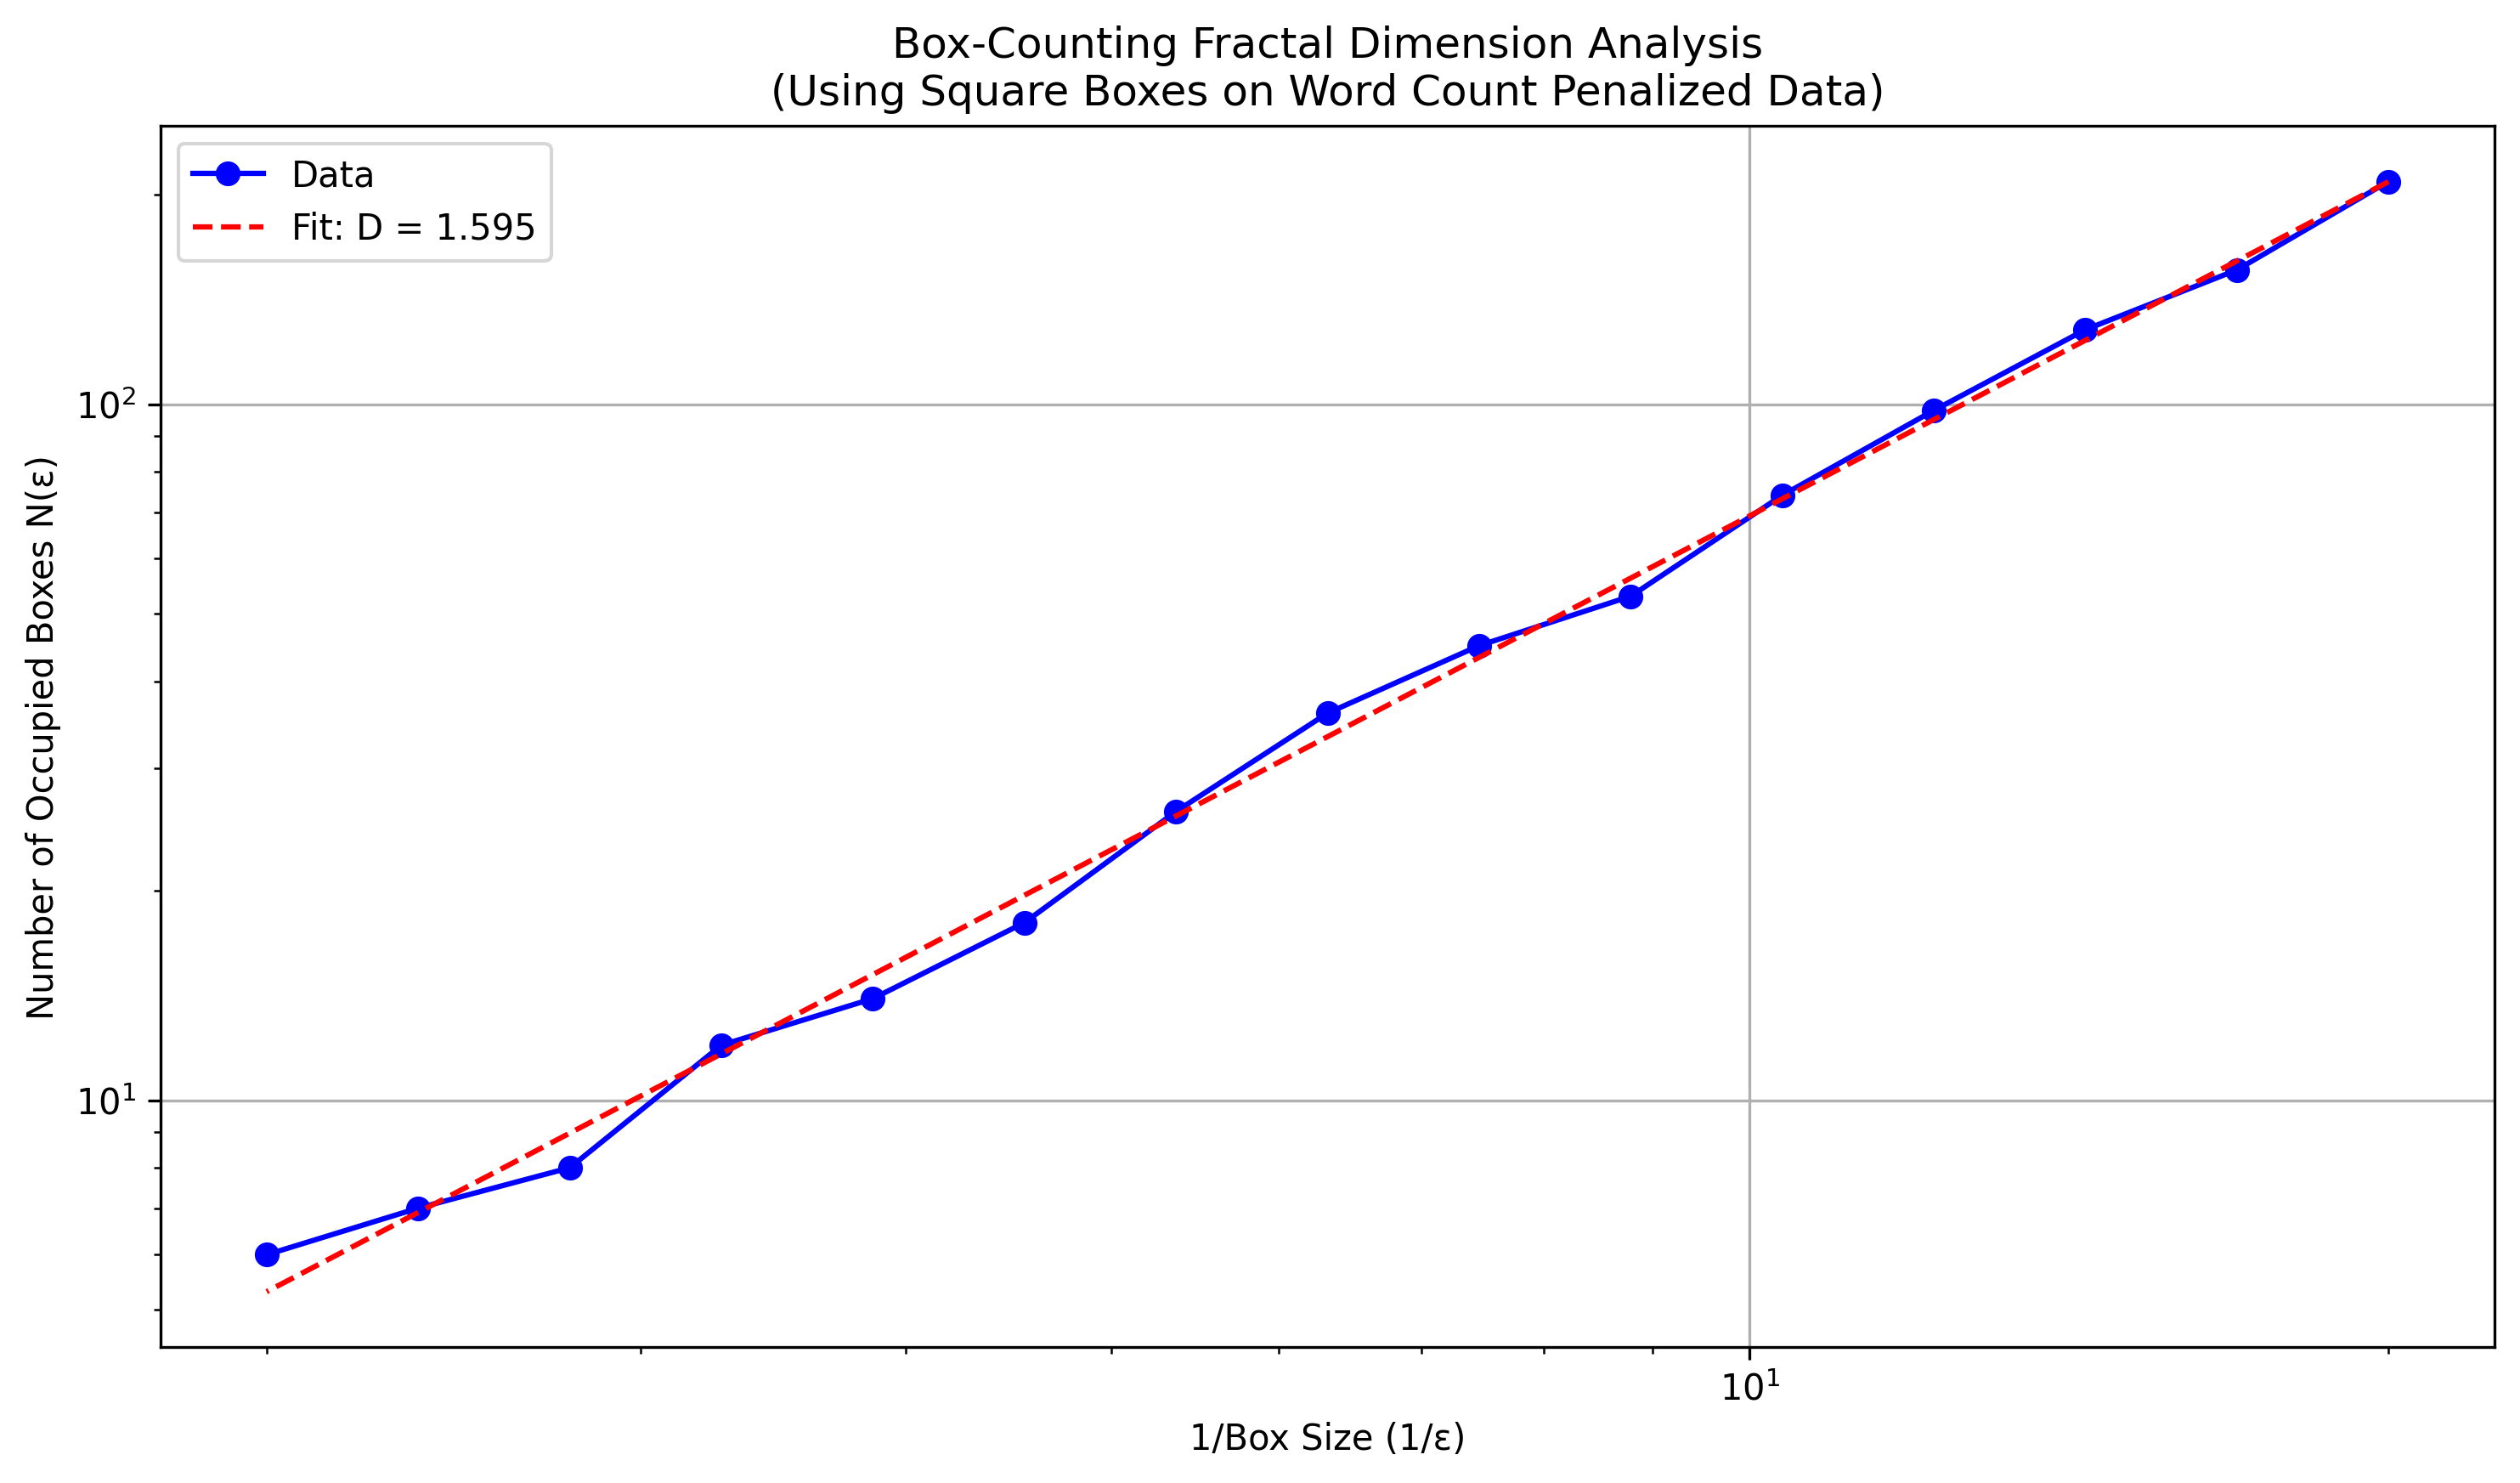 Box-Counting Fractal Dimension Analysis
(Using Square Boxes on Word Count Penalized Data)
Data
Fit: D = 1.595
10²
10¹
Number of Occupied Boxes N(ε)
10¹
1/Box Size (1/ε)